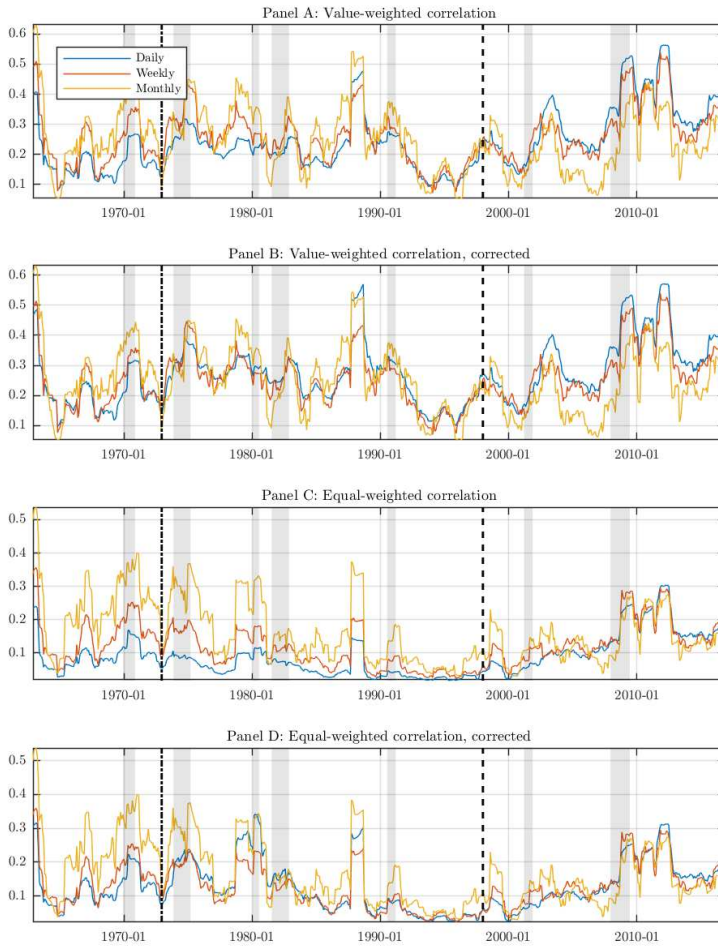 Panel A: Value-weighted correlation
0.6
0.5
0.4
0.3
0.2
0.1
Daily
Weekly
Monthly
1970-01 1980-01 1990-01 2000-01 2010-01
Panel B: Value-weighted correlation, corrected
0.6
0.5
0.4
0.3
0.2
0.1
1970-01 1980-01 1990-01 2000-01 2010-01
Panel C: Equal-weighted correlation
0.5
0.4
0.3
0.2
0.1
1970-01 1980-01 1990-01 2000-01 2010-01
Panel D: Equal-weighted correlation, corrected
0.5
0.4
0.3
0.2
0.1
1970-01 1980-01 1990-01 2000-01 2010-01